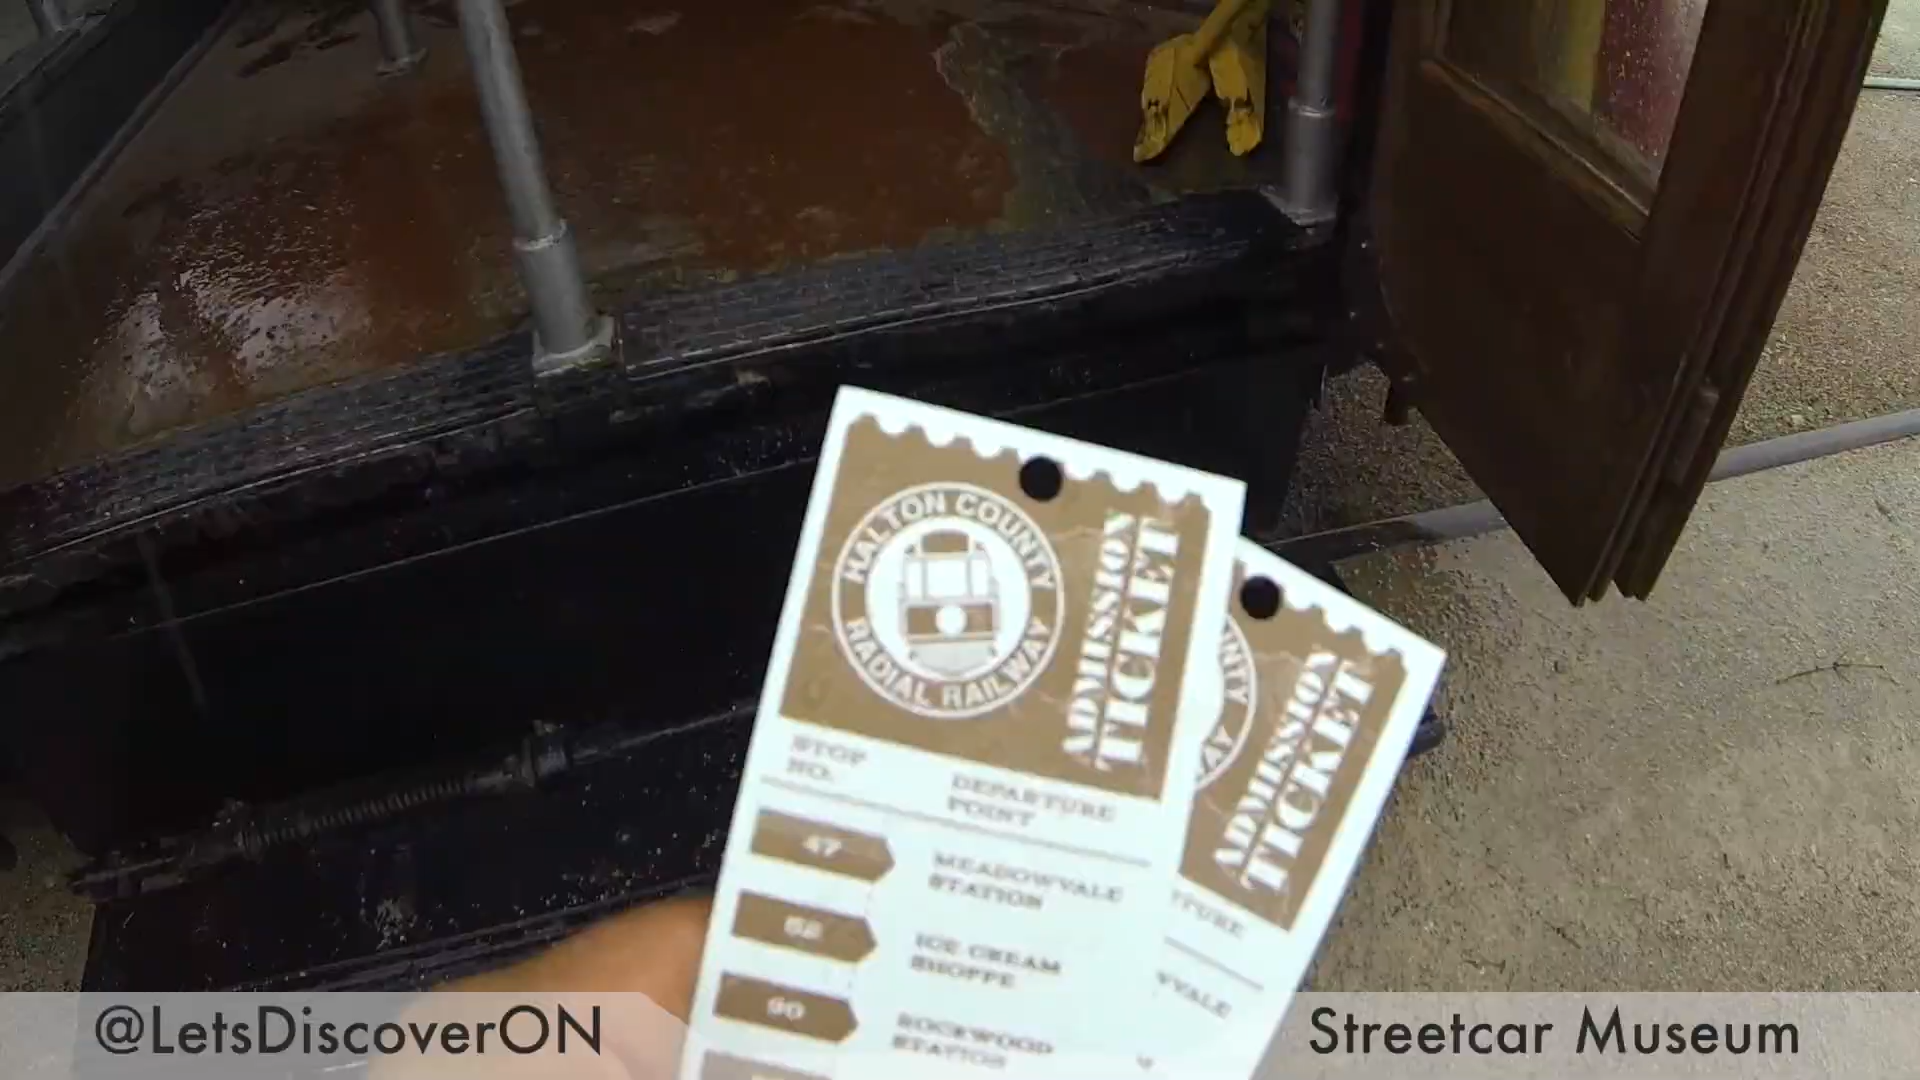 HALTON COUNTY
RADIAL RAILWAY
ADMISSION
TICKET
STOP
NO.
DEPARTURE
POINT
47
MEADOWVALE
STATION
52
ICE CREAM
SHOPPE
90
ROCKWOOD
STATION
ADMISSION
TICKET
@LetsDiscoverON
Streetcar Museum